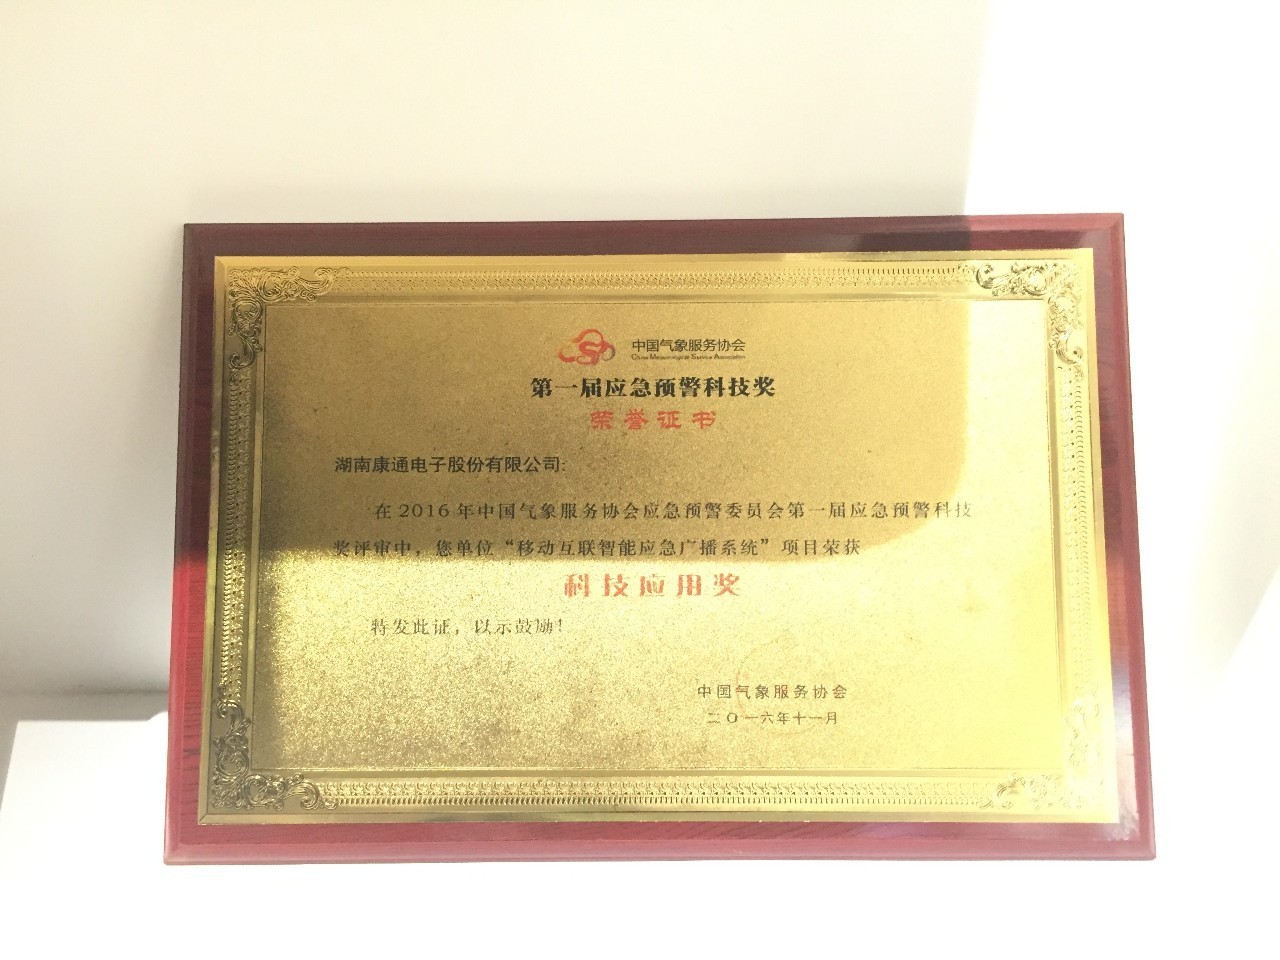 中国气象服务协会
China Meteorological Service Association
第一届应急预警科技奖
荣誉证书
湖南康通电子股份有限公司:
在2016年中国气象服务协会应急预警委员会第一届应急预警科技
奖评审中，您单位“移动互联智能应急广播系统”项目荣获
科技应用奖
特发此证，以示鼓励！
中国气象服务协会
二〇一六年十一月